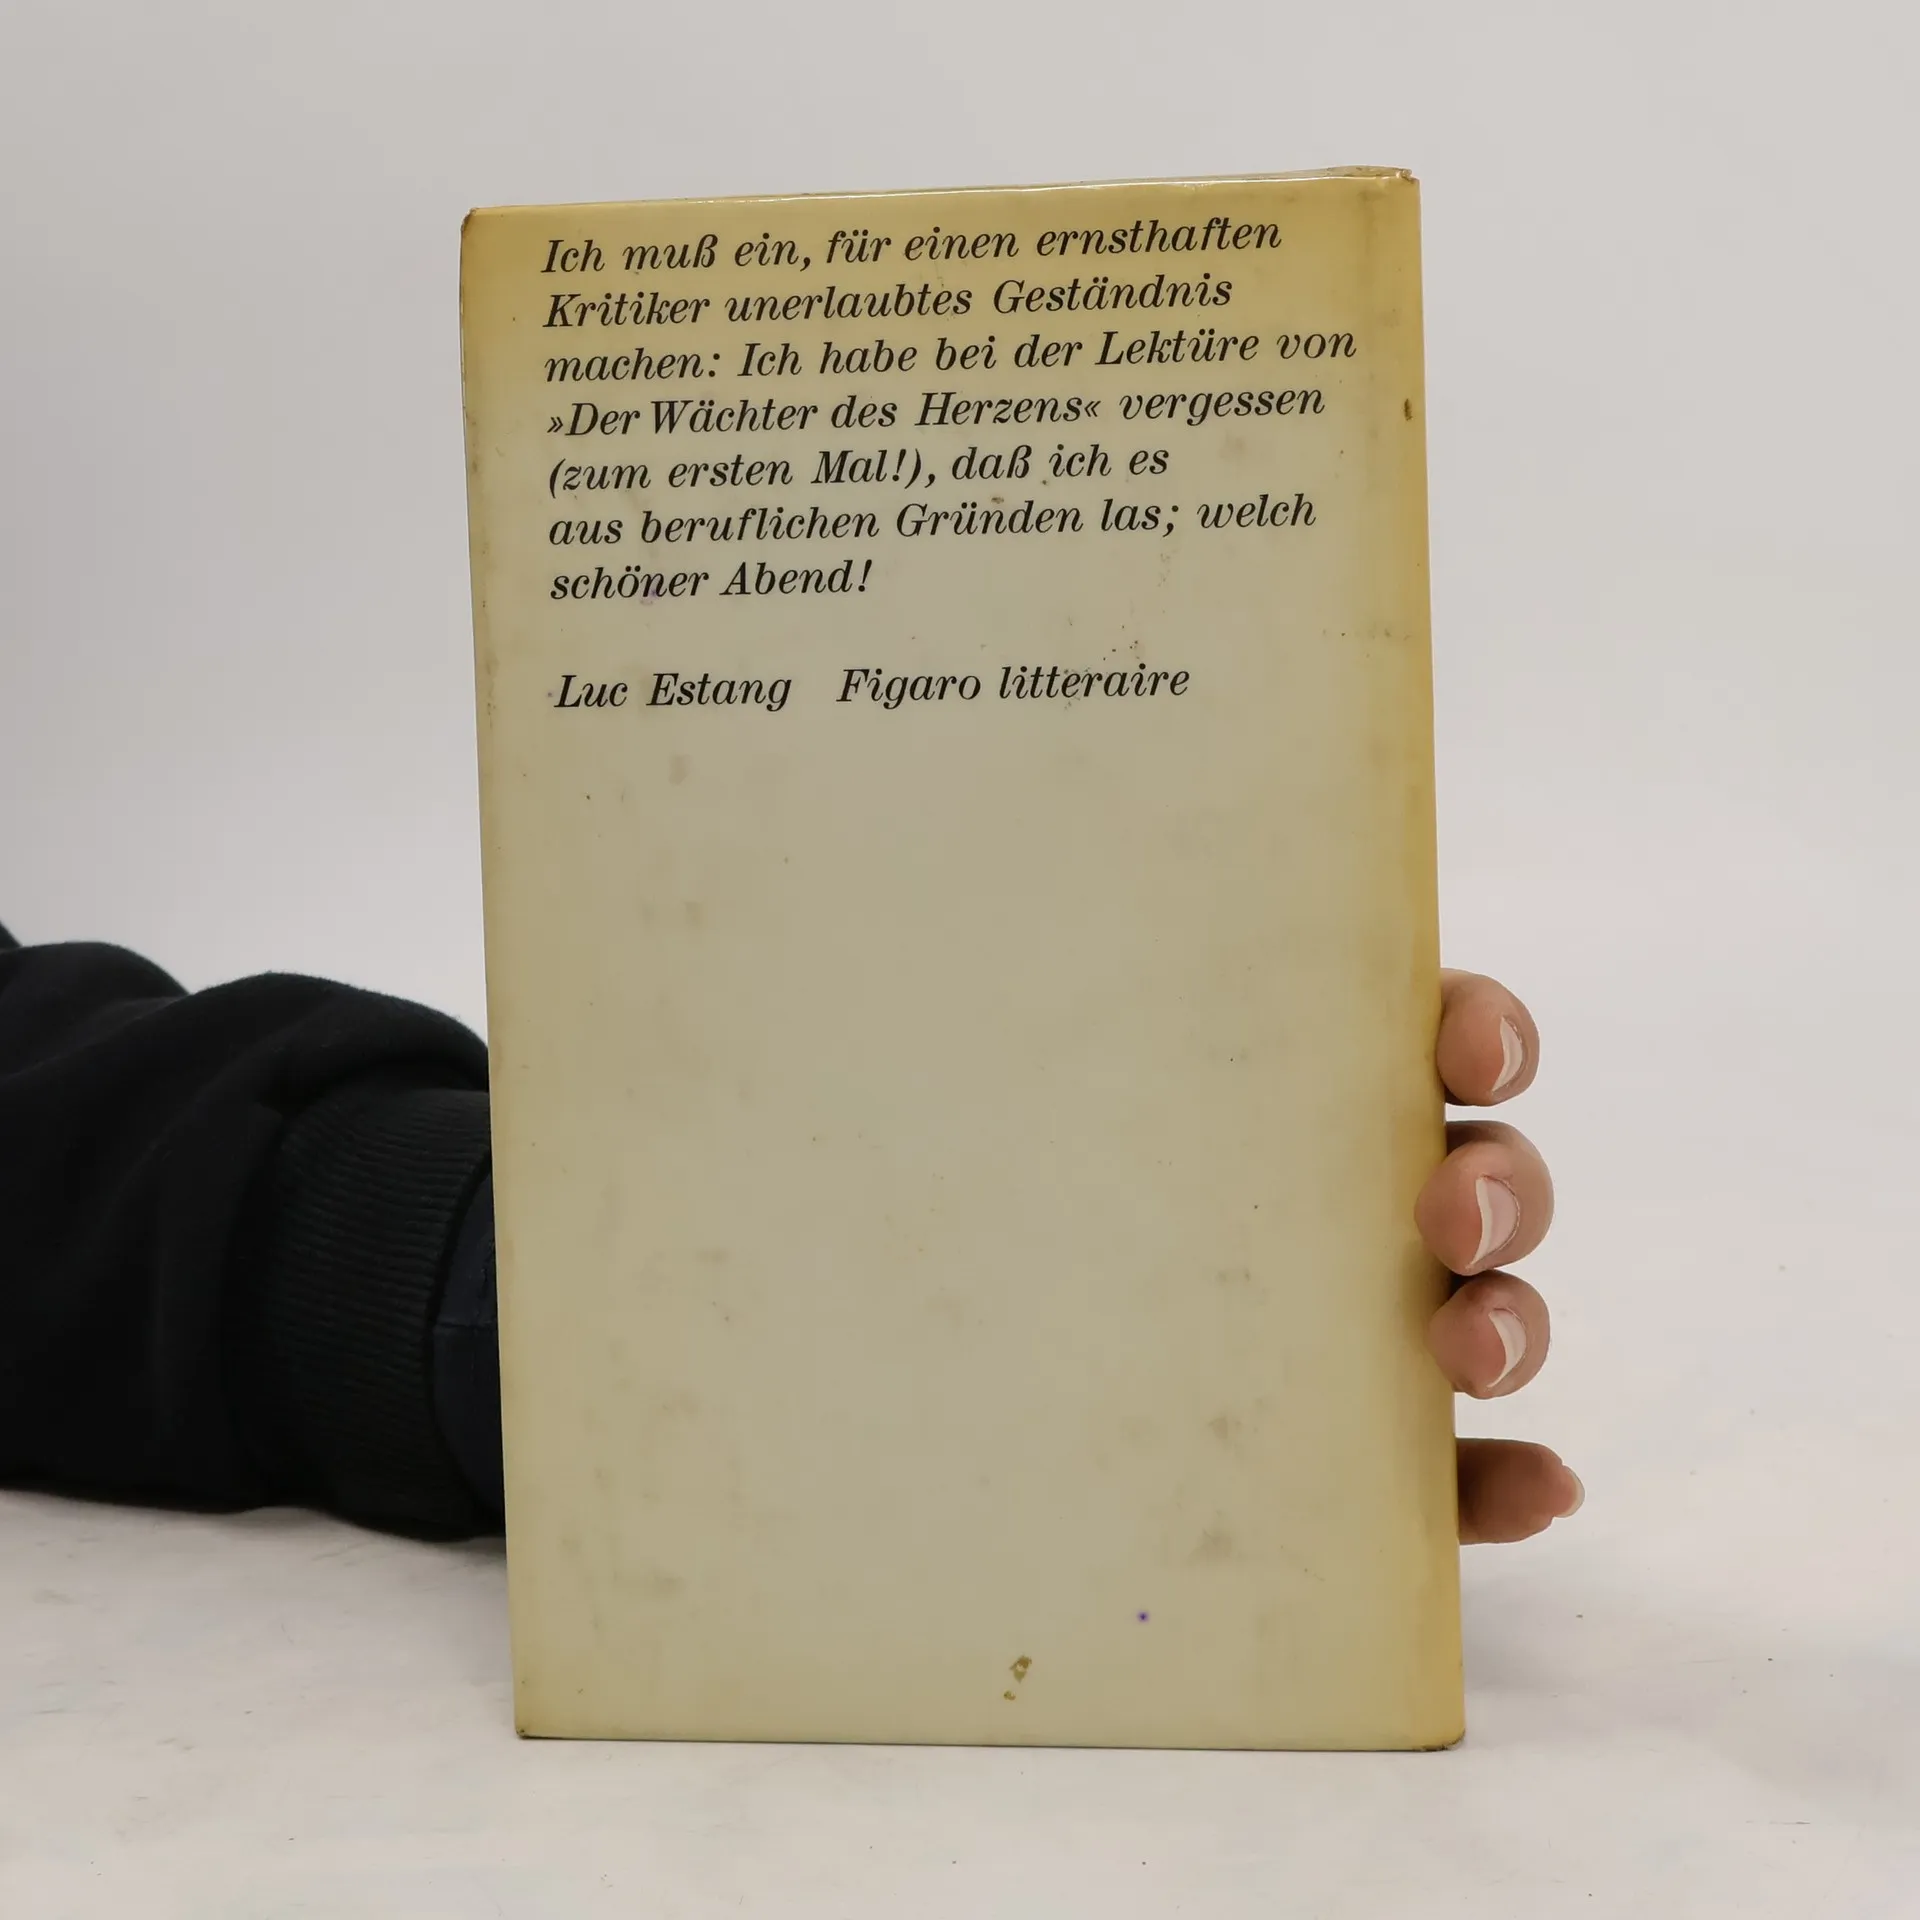 Ich muß ein, für einen ernsthaften
Kritiker unerlaubtes Geständnis
machen: Ich habe bei der Lektüre von
»Der Wächter des Herzens« vergessen
(zum ersten Mal!), daß ich es
aus beruflichen Gründen las; welch
schöner Abend!
Luc Estang Figaro litteraire